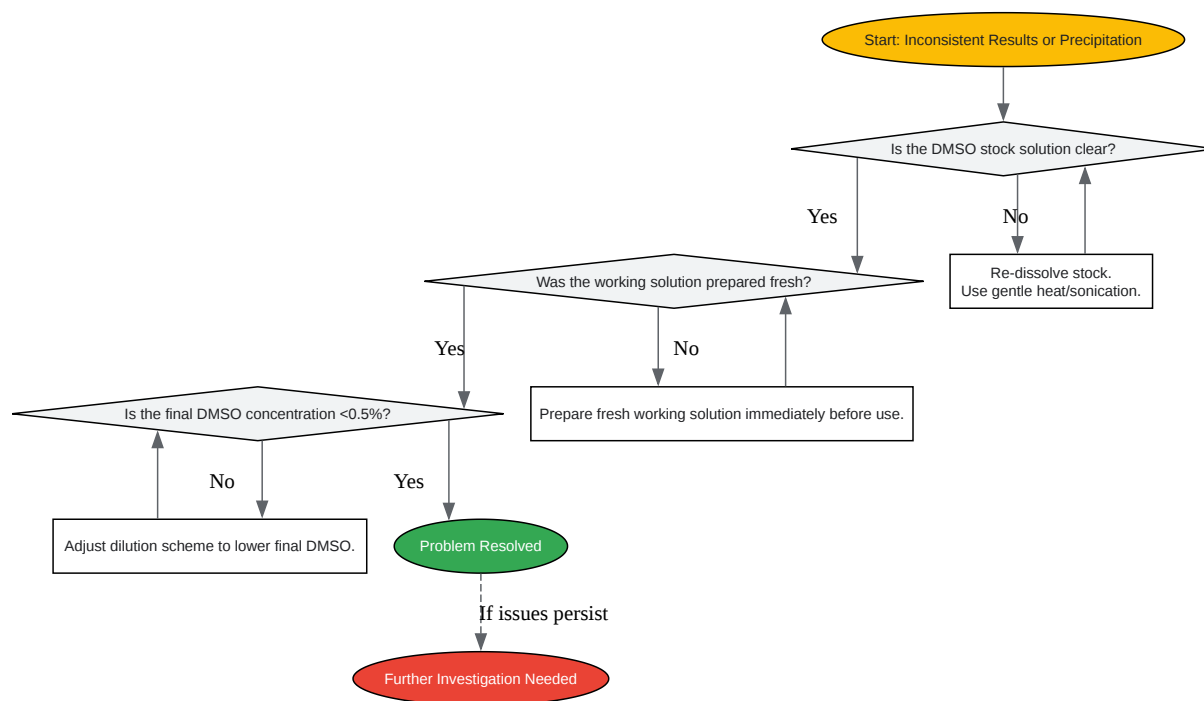 Start: Inconsistent Results or Precipitation
Is the DMSO stock solution clear?
Yes
No
Re-dissolve stock.
Use gentle heat/sonication.
Was the working solution prepared fresh?
Yes
No
Prepare fresh working solution immediately before use.
Is the final DMSO concentration <0.5%?
No
Yes
Adjust dilution scheme to lower final DMSO.
Problem Resolved
If issues persist
Further Investigation Needed